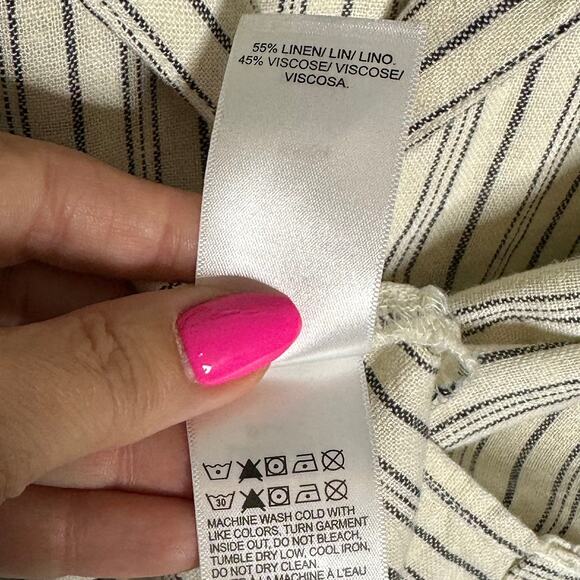 55% LINEN/ LIN/ LINO.
45% VISCOSE/ VISCOSE/
VISCOSA.
30
MACHINE WASH COLD WITH
LIKE COLORS, TURN GARMENT
INSIDE OUT, DO NOT BLEACH,
TUMBLE DRY LOW, COOL IRON,
DO NOT DRY CLEAN.
A LA MACHINE A L'EAU